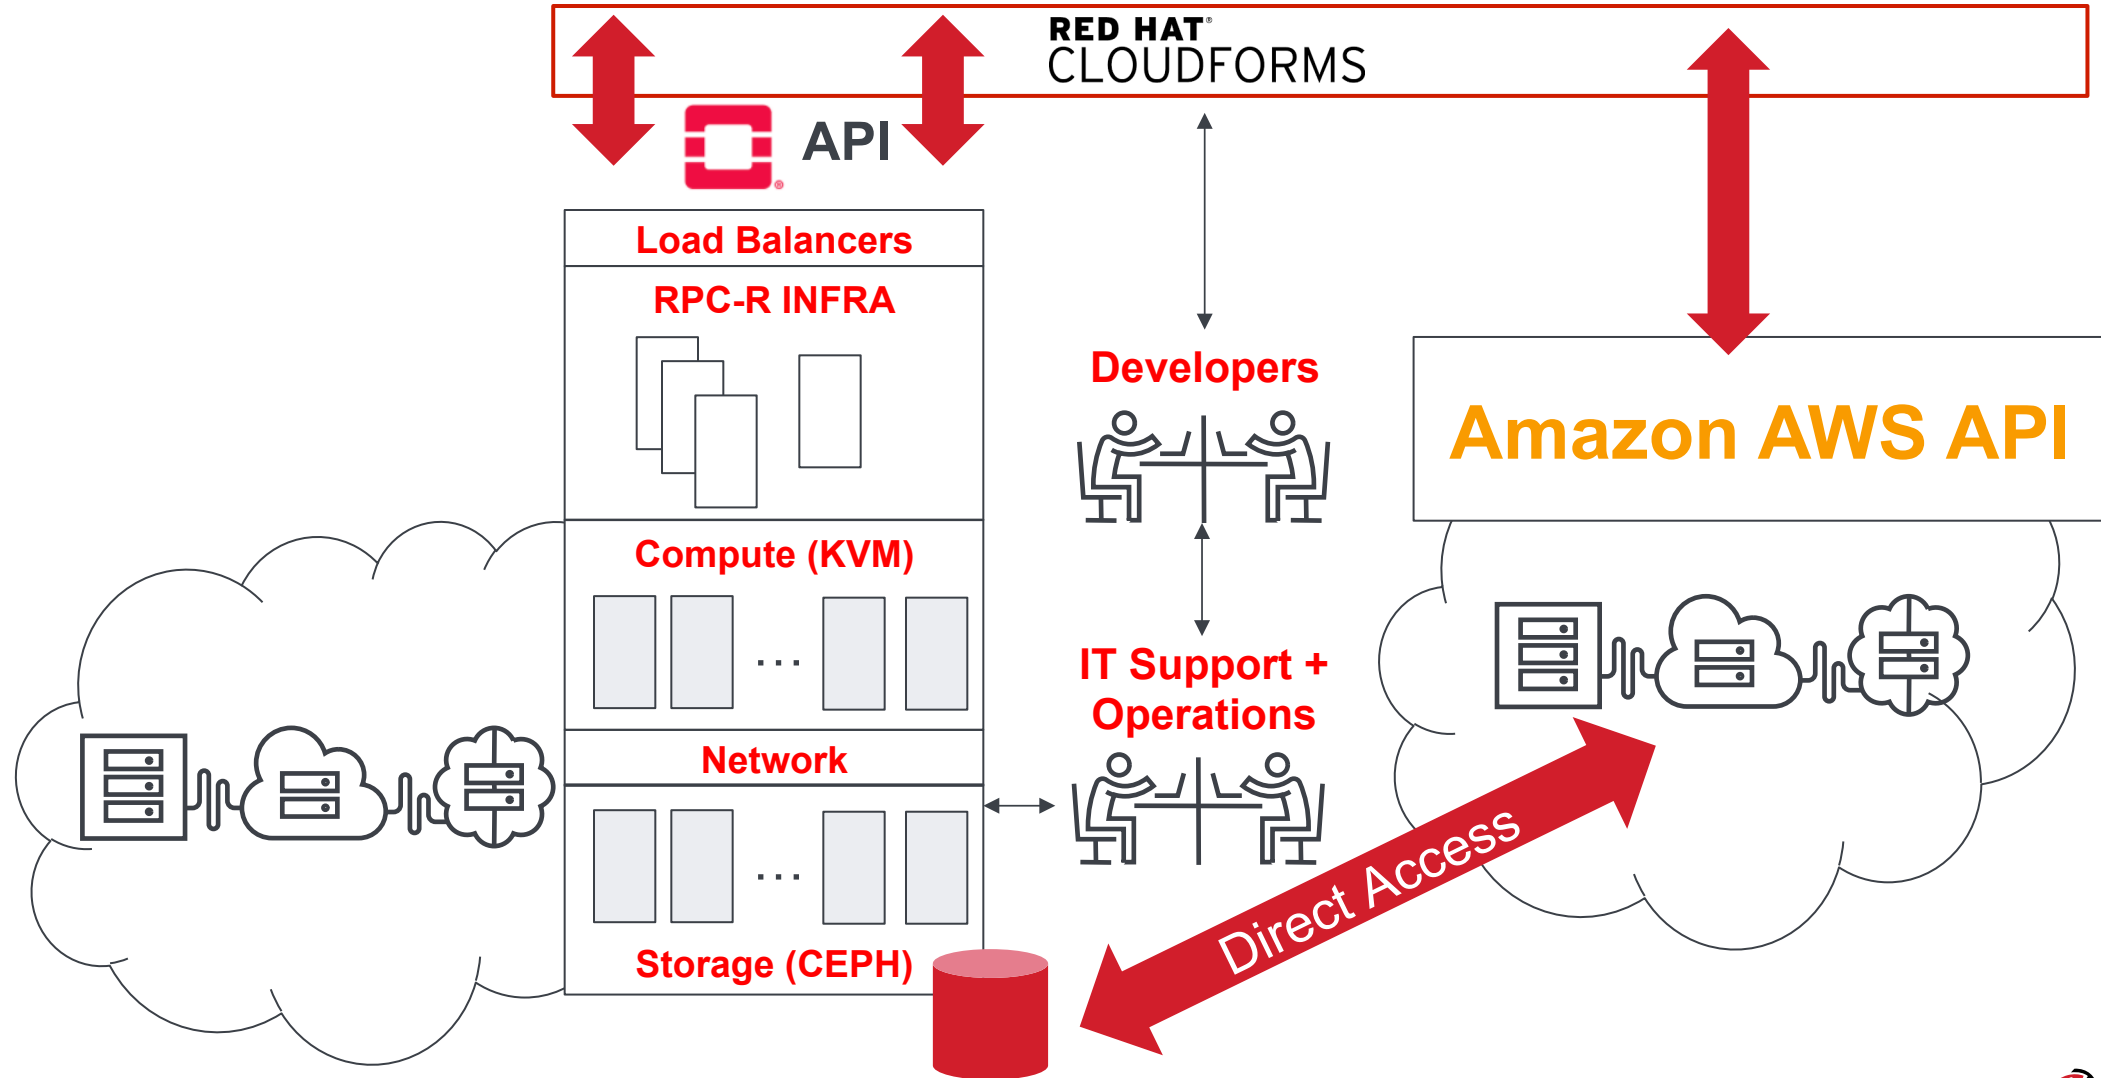 RED HAT®
CLOUDFORMS
API
Load Balancers
RPC-R INFRA
Developers
Amazon AWS API
Compute (KVM)
...
IT Support +
Operations
Network
...
Direct Access
Storage (CEPH)